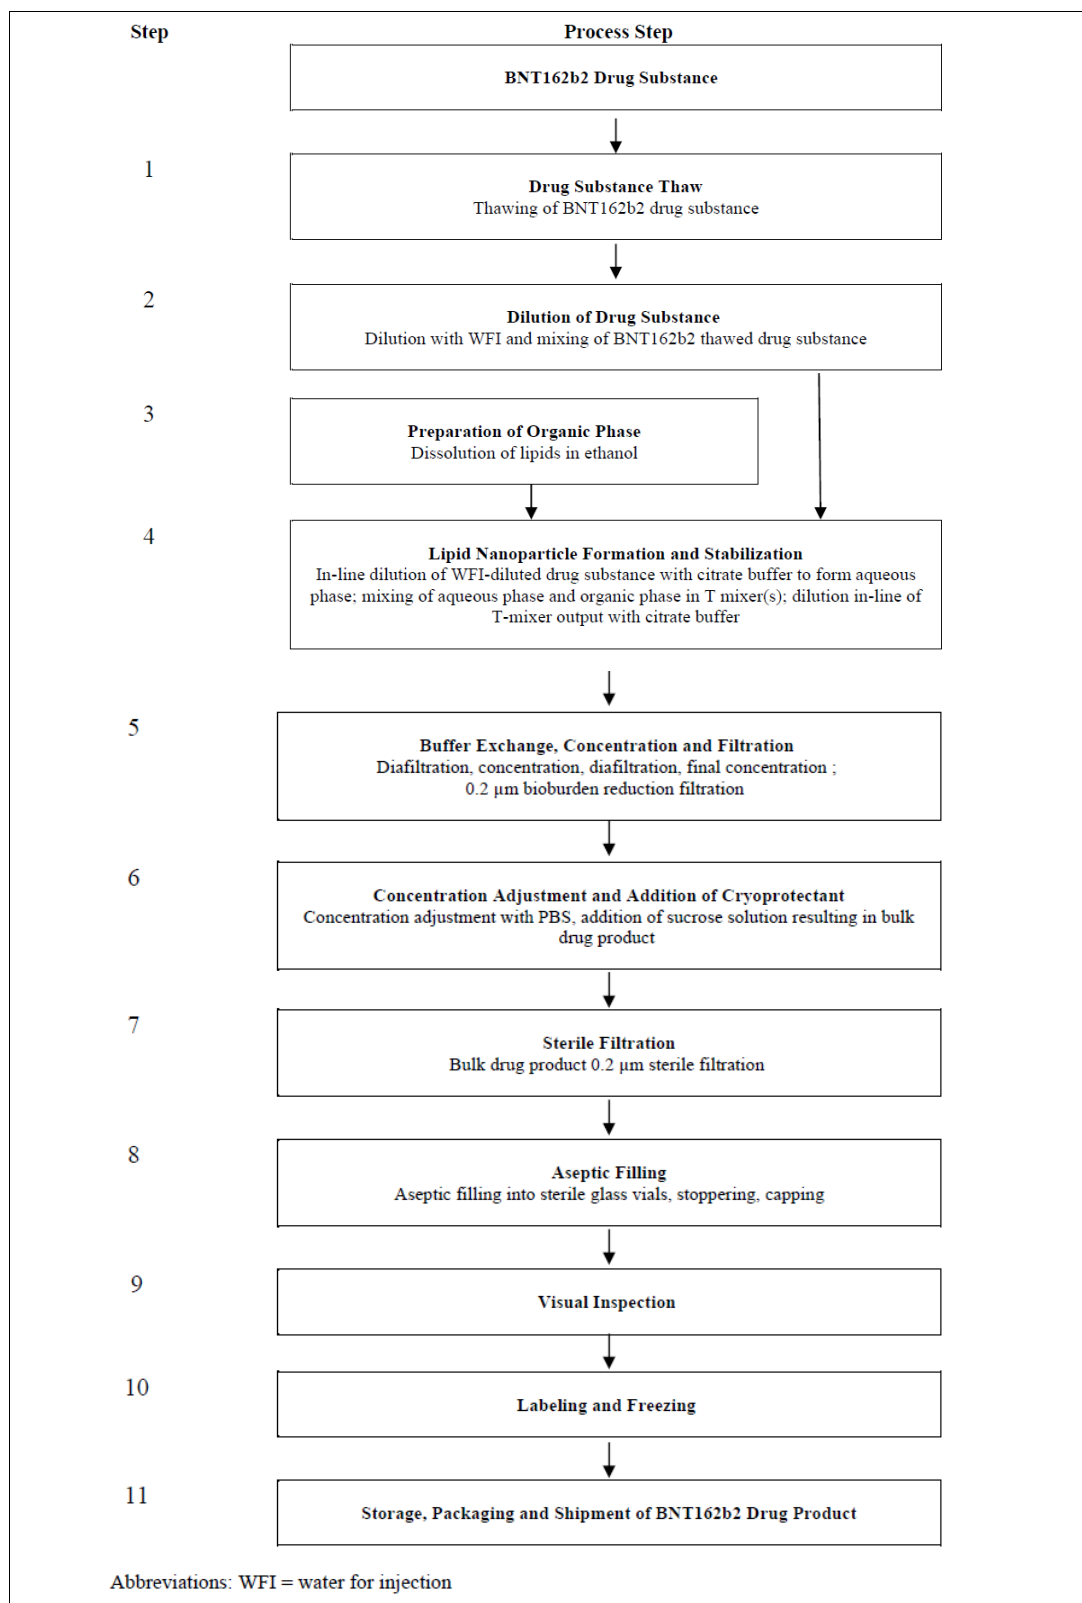 Step Process Step
BNT162b2 Drug Substance
1
Drug Substance Thaw
Thawing of BNT162b2 drug substance
2
Dilution of Drug Substance
Dilution with WFI and mixing of BNT162b2 thawed drug substance
3
Preparation of Organic Phase
Dissolution of lipids in ethanol
4
Lipid Nanoparticle Formation and Stabilization
In-line dilution of WFI-diluted drug substance with citrate buffer to form aqueous
phase; mixing of aqueous phase and organic phase in T mixer(s); dilution in-line of
T-mixer output with citrate buffer
5
Buffer Exchange, Concentration and Filtration
Diafiltration, concentration, diafiltration, final concentration ;
0.2 µm bioburden reduction filtration
6
Concentration Adjustment and Addition of Cryoprotectant
Concentration adjustment with PBS, addition of sucrose solution resulting in bulk
drug product
7
Sterile Filtration
Bulk drug product 0.2 µm sterile filtration
8
Aseptic Filling
Aseptic filling into sterile glass vials, stoppering, capping
9
Visual Inspection
10
Labeling and Freezing
11
Storage, Packaging and Shipment of BNT162b2 Drug Product
Abbreviations: WFI = water for injection